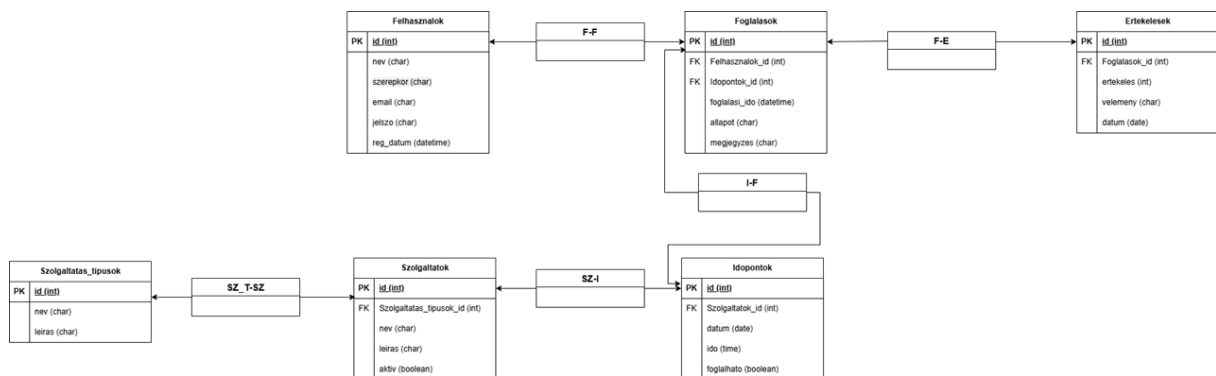 Felhasznalok
PK id (int)
nev (char)
szerepkor (char)
email (char)
jelszo (char)
reg_datum (datetime)
F-F
Foglalasok
PK id (int)
FK Felhasznalok_id (int)
FK Idopontok_id (int)
foglalasi_ido (datetime)
allapot (char)
megjegyzes (char)
F-E
Ertekelesek
PK id (int)
FK Foglalasok_id (int)
ertekeles (int)
velemeny (char)
datum (date)
I-F
Szolgaltatas_tipusok
PK id (int)
nev (char)
leiras (char)
SZ_T-SZ
Szolgaltatok
PK id (int)
FK Szolgaltatas_tipusok_id (int)
nev (char)
leiras (char)
aktiv (boolean)
SZ-I
Idopontok
PK id (int)
FK Szolgaltatok_id (int)
datum (date)
ido (time)
foglalhato (boolean)